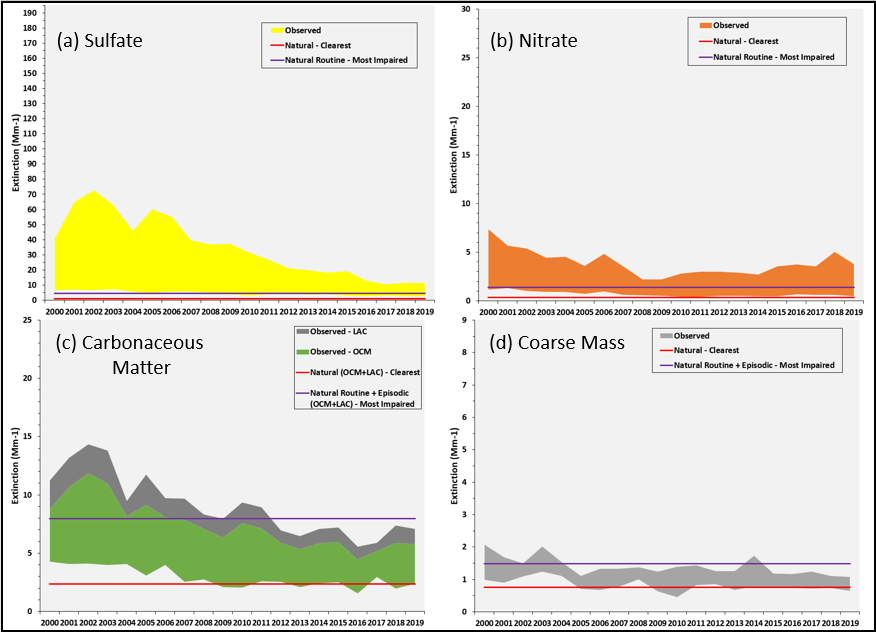 (a) Sulfate
Observed
Natural - Clearest
Natural Routine - Most Impaired
Extinction (Mm-1)
190
180
170
160
150
140
130
120
110
100
90
80
70
60
50
40
30
20
10
0
2000 2001 2002 2003 2004 2005 2006 2007 2008 2009 2010 2011 2012 2013 2014 2015 2016 2017 2018 2019
(b) Nitrate
Observed
Natural - Clearest
Natural Routine - Most Impaired
Extinction (Mm-1)
30
25
20
15
10
5
0
2000 2001 2002 2003 2004 2005 2006 2007 2008 2009 2010 2011 2012 2013 2014 2015 2016 2017 2018 2019
(c) Carbonaceous
Matter
Observed - LAC
Observed - OCM
Natural (OCM+LAC) - Clearest
Natural Routine + Episodic
(OCM+LAC) - Most Impaired
Extinction (Mm-1)
25
20
15
10
5
0
2000 2001 2002 2003 2004 2005 2006 2007 2008 2009 2010 2011 2012 2013 2014 2015 2016 2017 2018 2019
(d) Coarse Mass
Observed
Natural - Clearest
Natural Routine + Episodic - Most Impaired
Extinction (Mm-1)
9
8
7
6
5
4
3
2
1
0
2000 2001 2002 2003 2004 2005 2006 2007 2008 2009 2010 2011 2012 2013 2014 2015 2016 2017 2018 2019